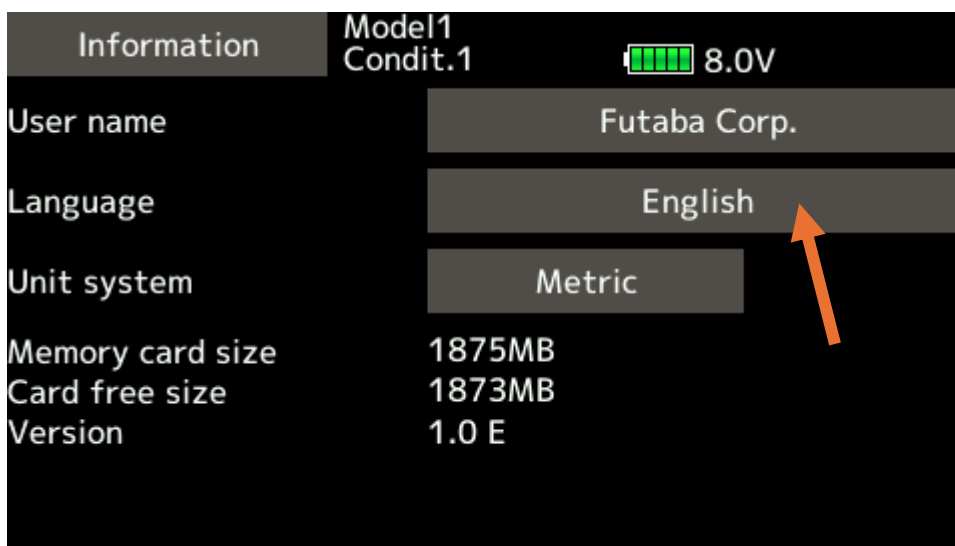 Information
Model1
Condit.1
8.0V
User name
Futaba Corp.
Language
English
Unit system
Metric
Memory card size
1875MB
Card free size
1873MB
Version
1.0 E